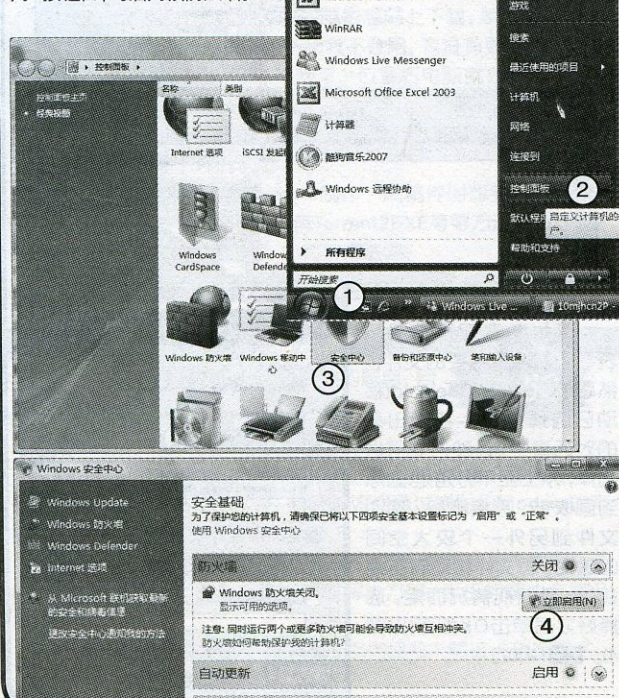 WinRAR
Windows Live Messenger
Microsoft Office Excel 2003
计算器
酷狗音乐2007
Windows 远程协助
所有程序
开始搜索
①
游戏
搜索
最近使用的项目
计算机
网络
连接到
控制面板
②
默认程序
自定义计算机的
户。
帮助和支持
Windows Live ...
10mjhcn2P
控制面板
控制面板主页
经典视图
名称 类别
Internet 选项
iSCSI 发起
Windows
CardSpace
Window
Defende
Windows 防火墙
Windows 移动中
心
安全中心
③
备份和还原中心
笔和输入设备
Windows 安全中心
Windows Update
Windows 防火墙
Windows Defender
Internet 选项
从 Microsoft 联机获取最新
的安全和病毒信息
更改安全中心通知我的方法
安全基础
为了保护您的计算机，请确保已将以下四项安全基本设置标记为“启用”或“正常”。
使用 Windows 安全中心
防火墙 关闭
Windows 防火墙关闭。
显示可用的选项。
立即启用(N)
④
注意: 同时运行两个或更多防火墙可能会导致防火墙互相冲突。
防火墙如何帮助保护我的计算机?
自动更新 启用